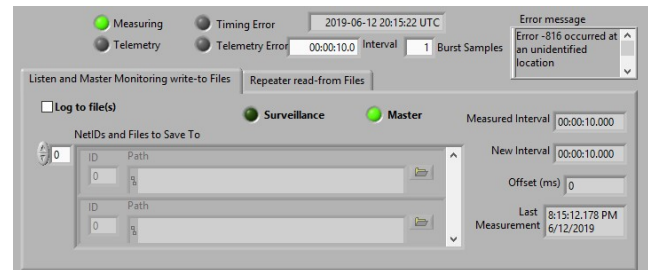 Measuring
Timing Error
2019-06-12 20:15:22 UTC
Error message
Telemetry
Telemetry Error
00:00:10.0
Interval
1
Burst Samples
Error -816 occurred at
an unidentified
location
Listen and Master Monitoring write-to Files
Repeater read-from Files
Log to file(s)
Surveillance
Master
Measured Interval
00:00:10.000
NetIDs and Files to Save To
0
ID
Path
0
New Interval
00:00:10.000
Offset (ms)
0
ID
Path
0
Last
Measurement
8:15:12.178 PM
6/12/2019